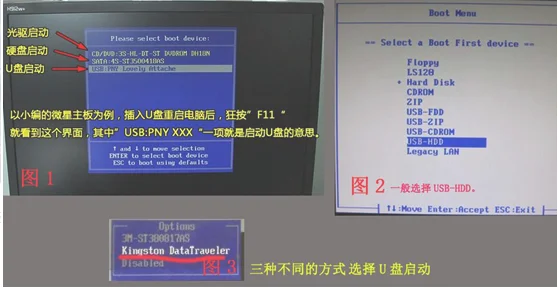 Please select boot device:
光驱启动
硬盘启动
U盘启动
CD/DVD:3S-HL-DT-ST DVDROM DH10N
SATA:4S-ST3500418AS
USB:PNY Lovely Attache
以小编的微星主板为例，插入U盘重启电脑后，狂按"F11 "
就看到这个界面，其中"USB:PNY XXX "一项就是启动U盘的意思。
↑ and ↓ to move selection
ENTER to select boot device
ESC to boot using defaults
图 1
Boot Menu
== Select a Boot First device ==
Floppy
LS120
• Hard Disk
CDROM
ZIP
USB-FDD
USB-ZIP
USB-CDROM
USB-HDD
Legacy LAN
图 2 一般选择 USB-HDD。
↑↓:Move Enter:Accept ESC:Exit
Options
3M-ST380817AS
Kingston DataTraveler
Disabled
图 3
三种不同的方式 选择 U 盘启动